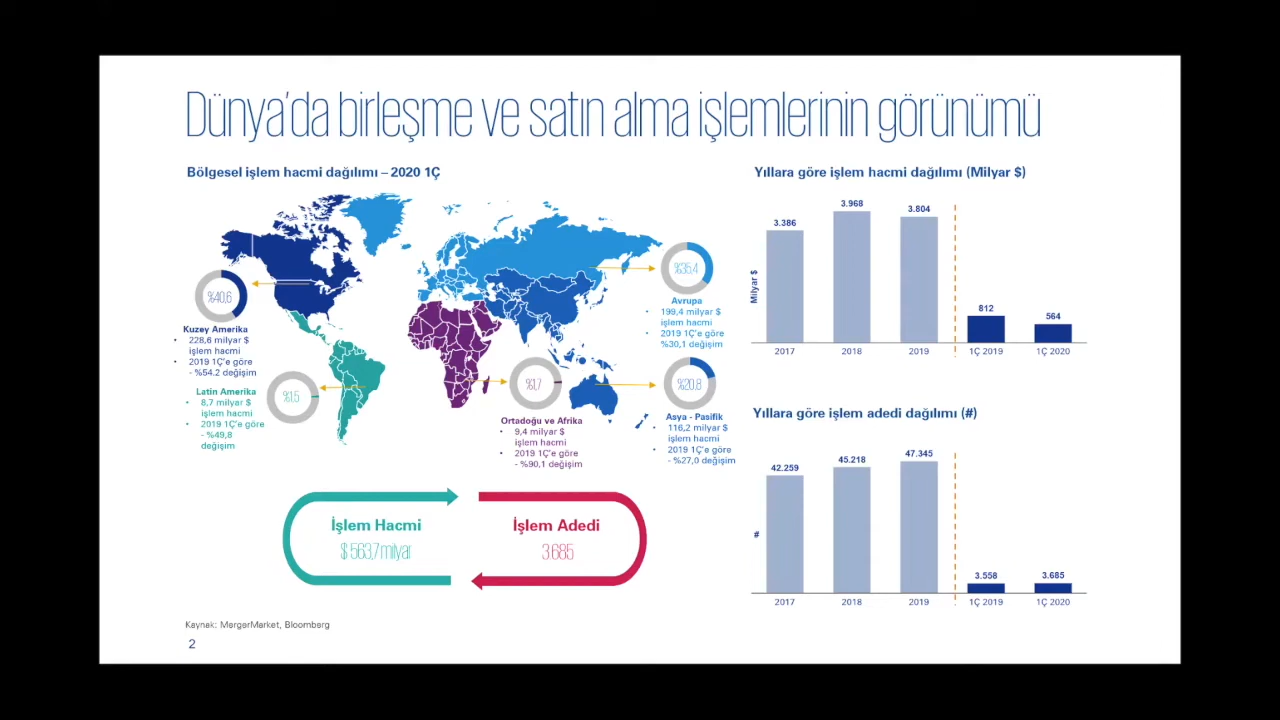 Dünya'da birleşme ve satın alma işlemlerinin görünümü
Bölgesel işlem hacmi dağılımı – 2020 1Ç
%40,6
Kuzey Amerika
• 228,6 milyar $
işlem hacmi
• 2019 1Ç'e göre
- %54.2 değişim
%1.5
Latin Amerika
• 8,7 milyar $
işlem hacmi
• 2019 1Ç'e göre
- %49,8
değişim
%1,7
Ortadoğu ve Afrika
• 9,4 milyar $
işlem hacmi
• 2019 1Ç'e göre
- %90,1 değişim
%35,4
Avrupa
• 199,4 milyar $
işlem hacmi
• 2019 1Ç'e göre
%30,1 değişim
%20,8
Asya - Pasifik
• 116,2 milyar $
işlem hacmi
• 2019 1Ç'e göre
- %27,0 değişim
İşlem Hacmi
$ 563,7 milyar
İşlem Adedi
3.685
Yıllara göre işlem hacmi dağılımı (Milyar $)
Milyar $
3.386
3.968
3.804
812
564
2017
2018
2019
1Ç 2019
1Ç 2020
Yıllara göre işlem adedi dağılımı (#)
#
42.259
45.218
47.345
3.558
3.685
2017
2018
2019
1Ç 2019
1Ç 2020
Kaynak: MergerMarket, Bloomberg
2